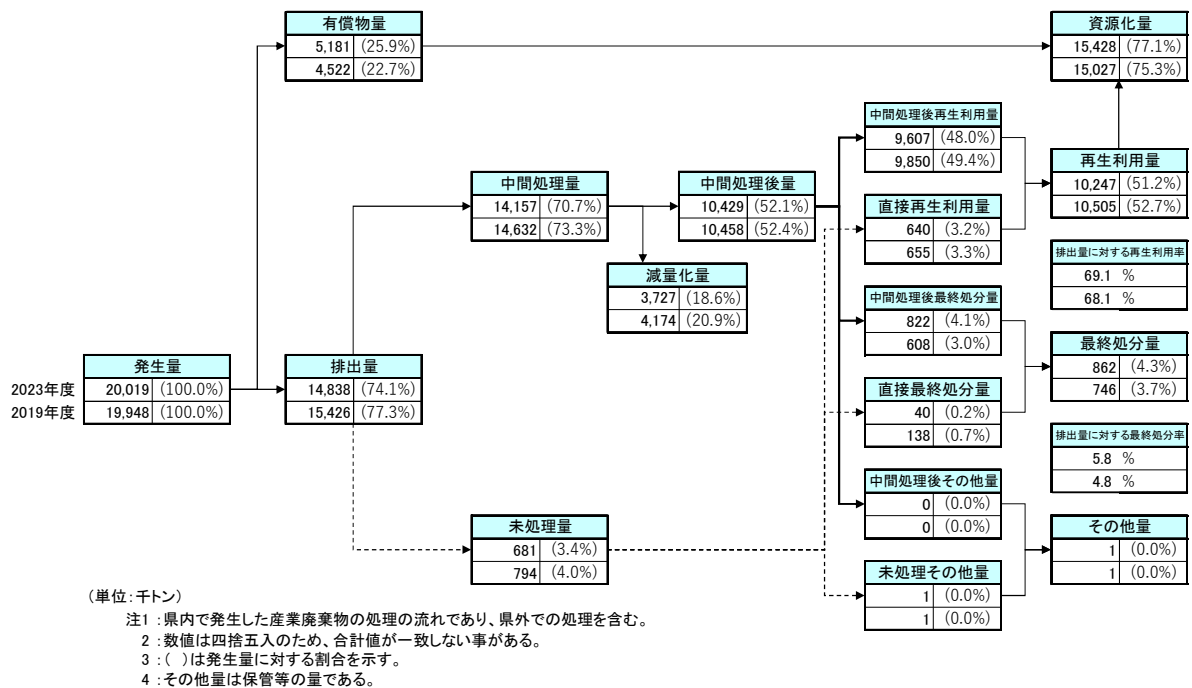 有償物量
5,181 (25.9%)
4,522 (22.7%)
資源化量
15,428 (77.1%)
15,027 (75.3%)
中間処理後再生利用量
9,607 (48.0%)
9,850 (49.4%)
再生利用量
10,247 (51.2%)
10,505 (52.7%)
中間処理量
14,157 (70.7%)
14,632 (73.3%)
中間処理後量
10,429 (52.1%)
10,458 (52.4%)
直接再生利用量
640 (3.2%)
655 (3.3%)
減量化量
3,727 (18.6%)
4,174 (20.9%)
排出量に対する再生利用率
69.1 %
68.1 %
中間処理後最終処分量
822 (4.1%)
608 (3.0%)
最終処分量
862 (4.3%)
746 (3.7%)
発生量
2023年度 20,019 (100.0%)
2019年度 19,948 (100.0%)
排出量
14,838 (74.1%)
15,426 (77.3%)
直接最終処分量
40 (0.2%)
138 (0.7%)
排出量に対する最終処分率
5.8 %
4.8 %
中間処理後その他量
0 (0.0%)
0 (0.0%)
未処理量
681 (3.4%)
794 (4.0%)
その他量
1 (0.0%)
1 (0.0%)
未処理その他量
1 (0.0%)
1 (0.0%)
(単位:千トン)
注1 :県内で発生した産業廃棄物の処理の流れであり、県外での処理を含む。
2 :数値は四捨五入のため、合計値が一致しない事がある。
3 :( )は発生量に対する割合を示す。
4 :その他量は保管等の量である。